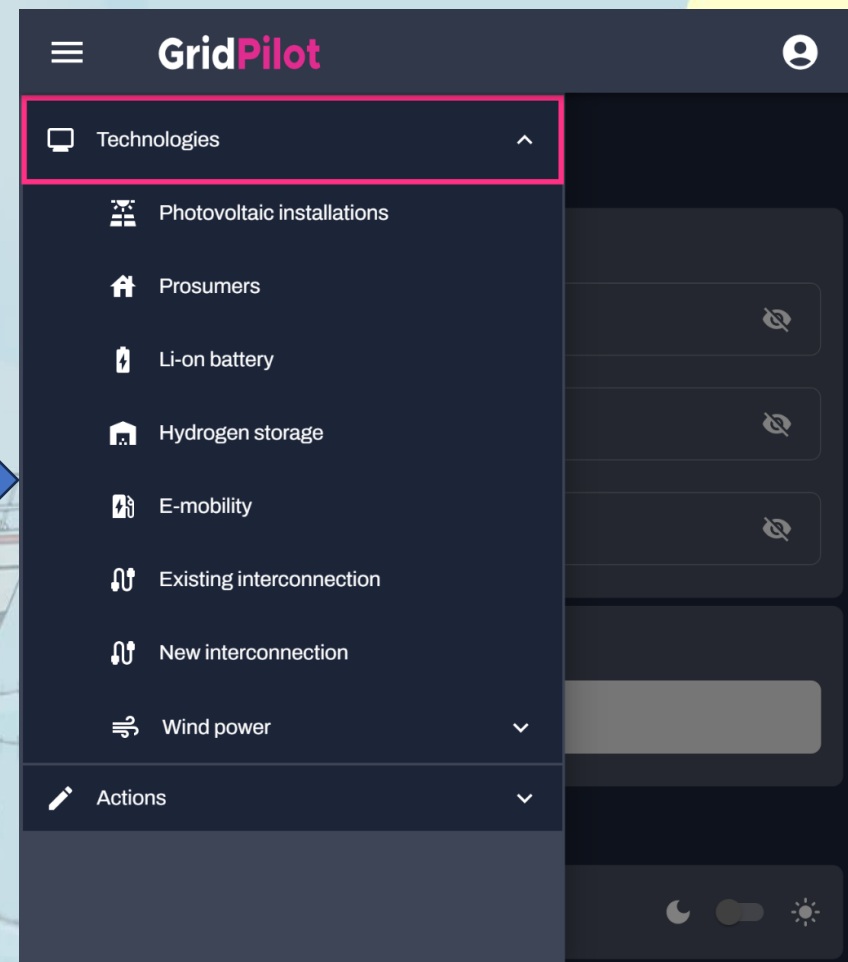 GridPilot
Technologies
Photovoltaic installations
Prosumers
Li-on battery
Hydrogen storage
E-mobility
Existing interconnection
New interconnection
Wind power
Actions